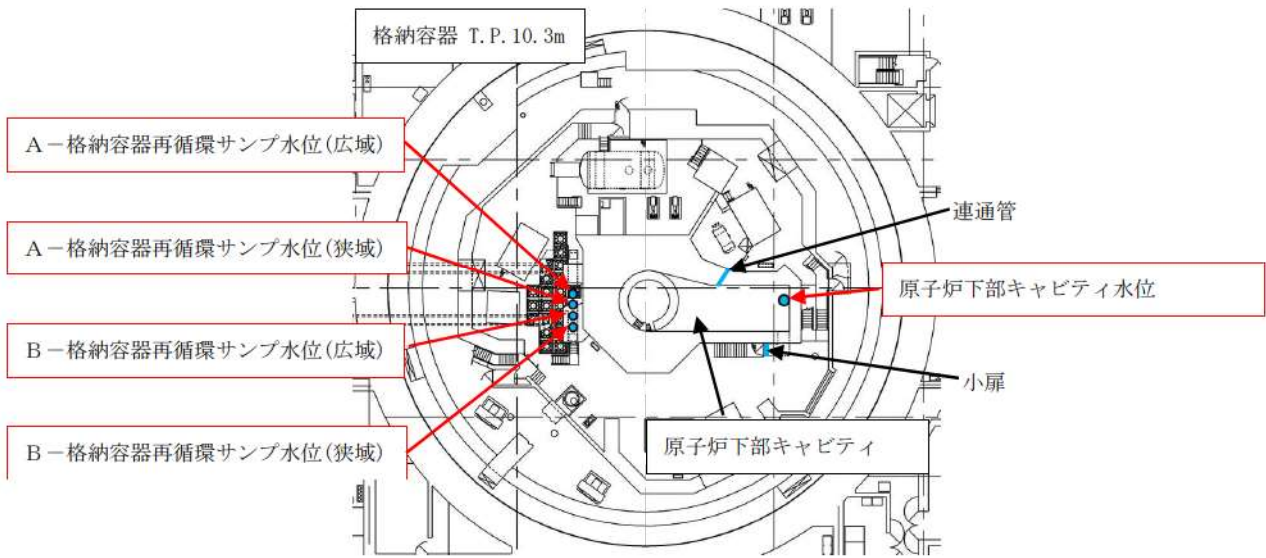 格納容器 T.P.10.3m
A－格納容器再循環サンプ水位(広域)
A－格納容器再循環サンプ水位(狭域)
B－格納容器再循環サンプ水位(広域)
B－格納容器再循環サンプ水位(狭域)
連通管
原子炉下部キャビティ水位
小扉
原子炉下部キャビティ